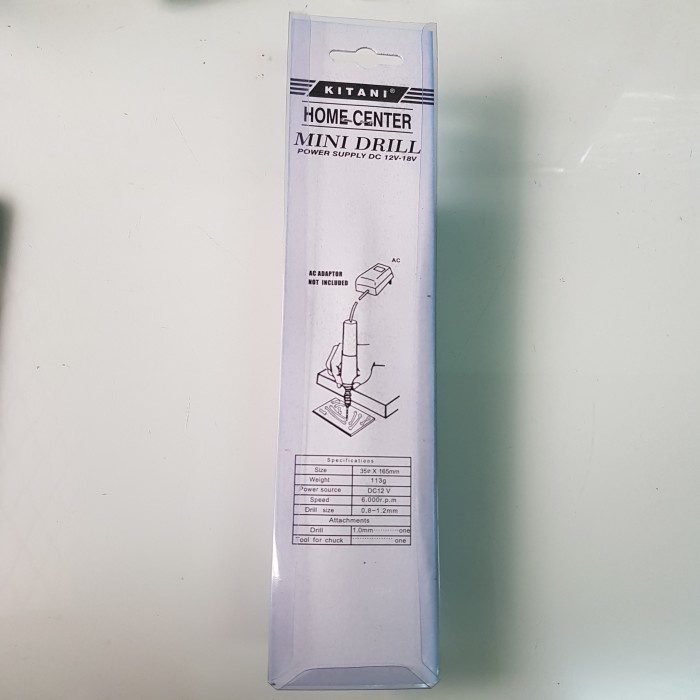 KITANI®
HOME-CENTER
MINI DRILL
POWER SUPPLY DC 12V-18V
AC
AC ADAPTOR
NOT INCLUDED
Specifications
Size 35# X 165mm
Weight 113g
Power source DC12 V
Speed 6,000r.p.m
Drill size 0.8-1.2mm
Attachments
Drill 1.0mm one
Tool for chuck one